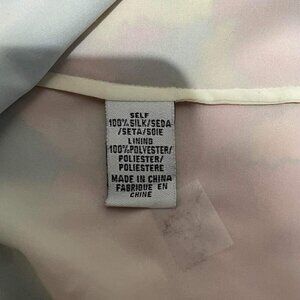 SELF
100%SILK/SEDA
/SETA/SOIE
LINING
100%POLYESTER/
POLIESTER/
POLIESTERE
MADE IN CHINA
FABRIQUE EN
CHINE